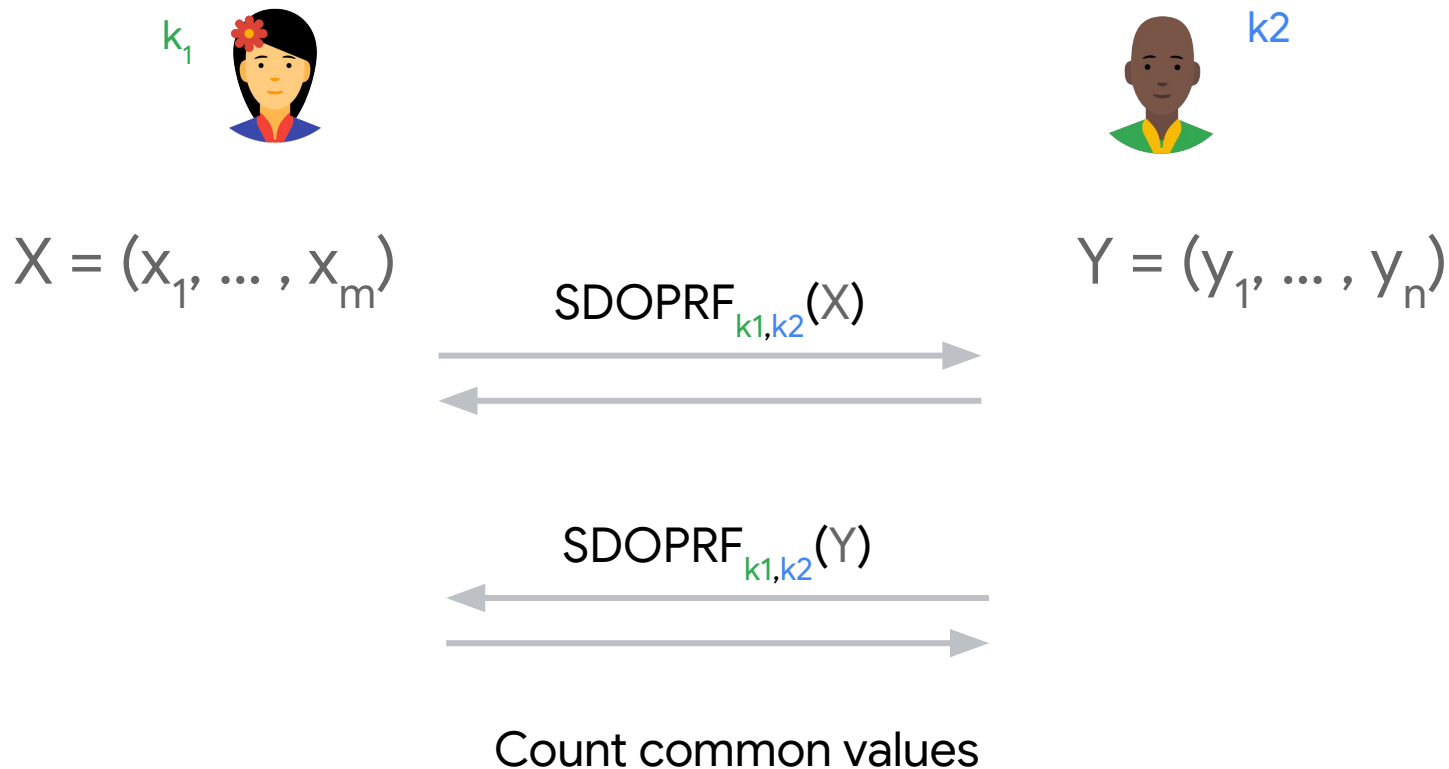 k₁
k2
X = (x₁, ... , xₘ)
Y = (y₁, ... , yₙ)
SDOPRFk1,k2(X)
SDOPRFk1,k2(Y)
Count common values